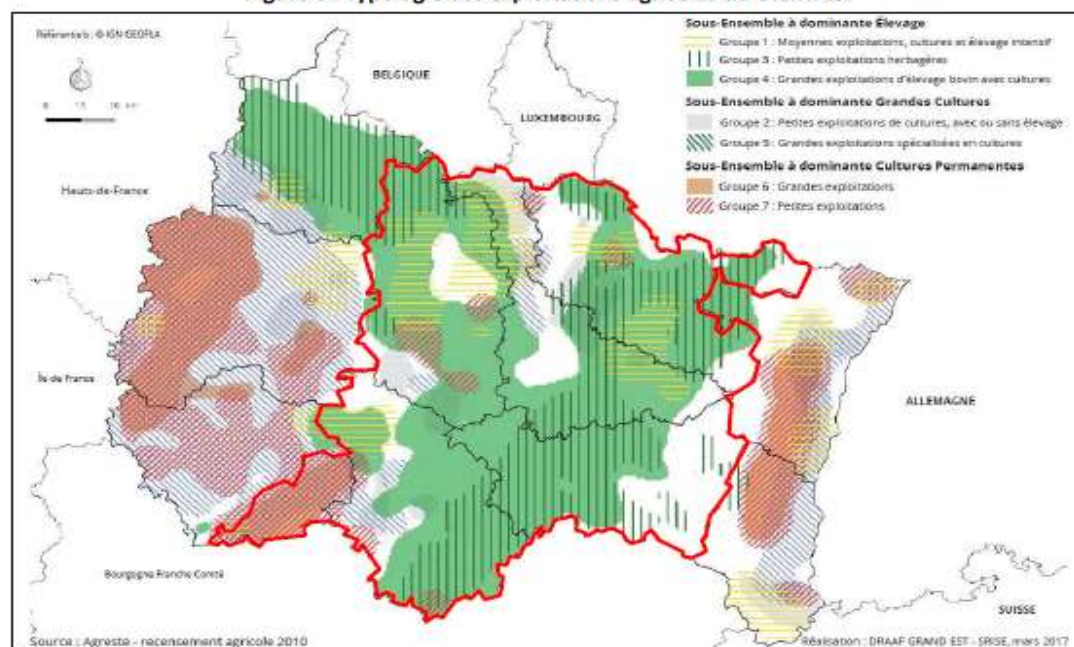 Référentiels : © IGN GEOFLA
BELGIQUE
LUXEMBOURG
Hauts-de-France
Île de France
Bourgogne Franche Comté
ALLEMAGNE
SUISSE
Sous-Ensemble à dominante Élevage
Groupe 1 : Moyennes exploitations, cultures et élevage intensif
Groupe 3 : Petites exploitations herbagères
Groupe 4 : Grandes exploitations d'élevage bovin avec cultures
Sous-Ensemble à dominante Grandes Cultures
Groupe 2 : Petites exploitations de cultures, avec ou sans élevage
Groupe 5 : Grandes exploitations spécialisées en cultures
Sous-Ensemble à dominante Cultures Permanentes
Groupe 6 : Grandes exploitations
Groupe 7 : Petites exploitations
Source : Agreste - recensement agricole 2010
Réalisation : DRAAF GRAND EST - SRISE, mars 2017